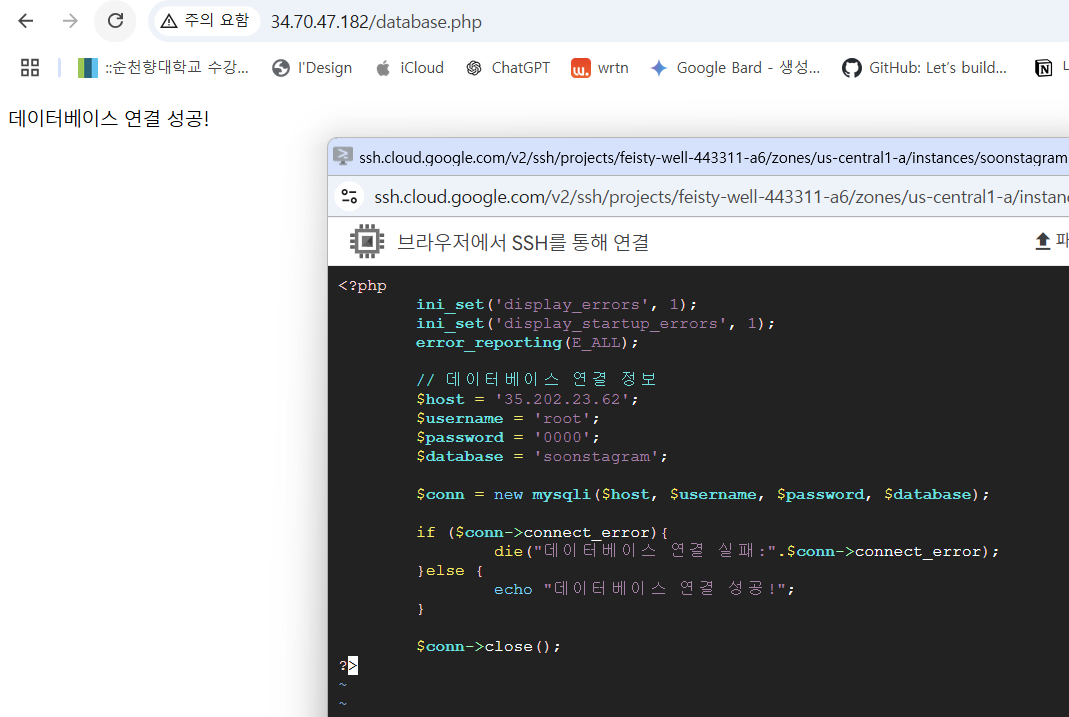 주의 요함 34.70.47.182/database.php
::순천향대학교 수강... I'Design iCloud ChatGPT wrtn Google Bard - 생성... GitHub: Let's build...
데이터베이스 연결 성공!
ssh.cloud.google.com/v2/ssh/projects/feisty-well-443311-a6/zones/us-central1-a/instances/soonstagram
ssh.cloud.google.com/v2/ssh/projects/feisty-well-443311-a6/zones/us-central1-a/instan
브라우저에서 SSH를 통해 연결
<?php
ini_set('display_errors', 1);
ini_set('display_startup_errors', 1);
error_reporting(E_ALL);
// 데이터베이스 연결 정보
$host = '35.202.23.62';
$username = 'root';
$password = '0000';
$database = 'soonstagram';
$conn = new mysqli($host, $username, $password, $database);
if ($conn->connect_error){
die("데이터베이스 연결 실패:".$conn->connect_error);
}else {
echo "데이터베이스 연결 성공!";
}
$conn->close();
?>
~
~